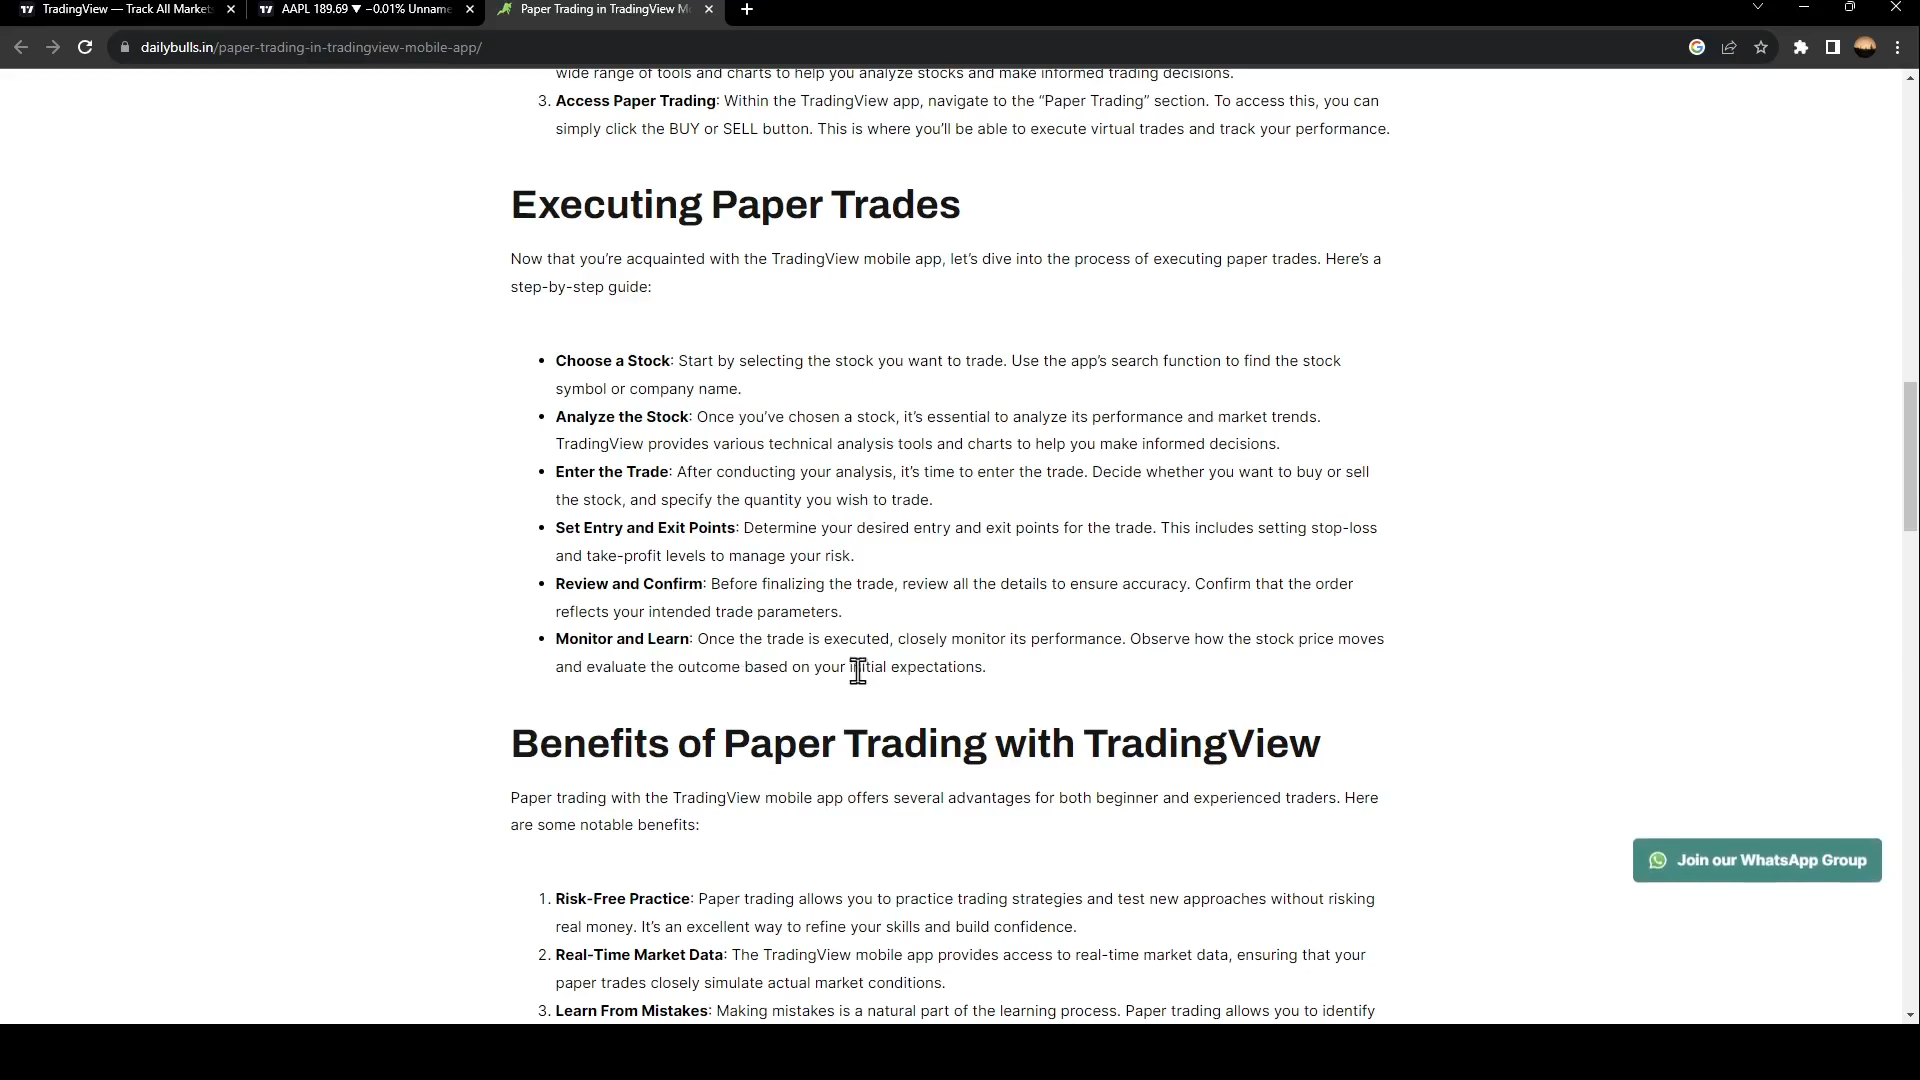 TradingView — Track All Market
AAPL 189.69 ▼ −0.01% Unname
Paper Trading in TradingView M
dailybulls.in/paper-trading-in-tradingview-mobile-app/
wide range of tools and charts to help you analyze stocks and make informed trading decisions.
3. Access Paper Trading: Within the TradingView app, navigate to the “Paper Trading” section. To access this, you can
simply click the BUY or SELL button. This is where you’ll be able to execute virtual trades and track your performance.
Executing Paper Trades
Now that you’re acquainted with the TradingView mobile app, let’s dive into the process of executing paper trades. Here’s a
step-by-step guide:
• Choose a Stock: Start by selecting the stock you want to trade. Use the app’s search function to find the stock
symbol or company name.
• Analyze the Stock: Once you’ve chosen a stock, it’s essential to analyze its performance and market trends.
TradingView provides various technical analysis tools and charts to help you make informed decisions.
• Enter the Trade: After conducting your analysis, it’s time to enter the trade. Decide whether you want to buy or sell
the stock, and specify the quantity you wish to trade.
• Set Entry and Exit Points: Determine your desired entry and exit points for the trade. This includes setting stop-loss
and take-profit levels to manage your risk.
• Review and Confirm: Before finalizing the trade, review all the details to ensure accuracy. Confirm that the order
reflects your intended trade parameters.
• Monitor and Learn: Once the trade is executed, closely monitor its performance. Observe how the stock price moves
and evaluate the outcome based on your initial expectations.
Benefits of Paper Trading with TradingView
Paper trading with the TradingView mobile app offers several advantages for both beginner and experienced traders. Here
are some notable benefits:
Join our WhatsApp Group
1. Risk-Free Practice: Paper trading allows you to practice trading strategies and test new approaches without risking
real money. It’s an excellent way to refine your skills and build confidence.
2. Real-Time Market Data: The TradingView mobile app provides access to real-time market data, ensuring that your
paper trades closely simulate actual market conditions.
3. Learn From Mistakes: Making mistakes is a natural part of the learning process. Paper trading allows you to identify